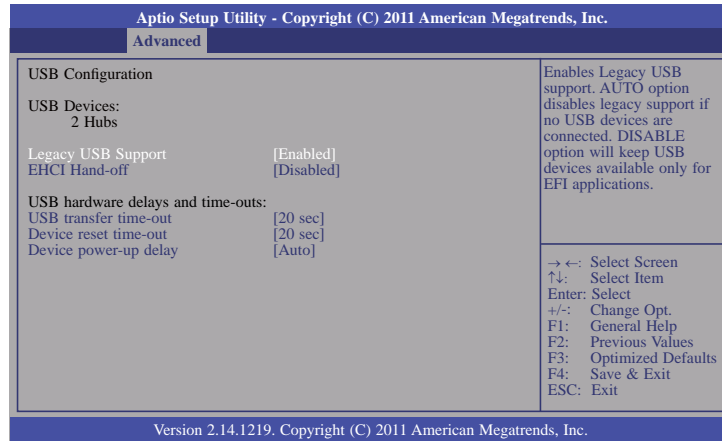 Aptio Setup Utility - Copyright (C) 2011 American Megatrends, Inc.
Advanced
USB Configuration
USB Devices:
2 Hubs
Legacy USB Support [Enabled]
EHCI Hand-off [Disabled]
USB hardware delays and time-outs:
USB transfer time-out [20 sec]
Device reset time-out [20 sec]
Device power-up delay [Auto]
Enables Legacy USB
support. AUTO option
disables legacy support if
no USB devices are
connected. DISABLE
option will keep USB
devices available only for
EFI applications.
→ ←: Select Screen
↑↓: Select Item
Enter: Select
+/-: Change Opt.
F1: General Help
F2: Previous Values
F3: Optimized Defaults
F4: Save & Exit
ESC: Exit
Version 2.14.1219. Copyright (C) 2011 American Megatrends, Inc.